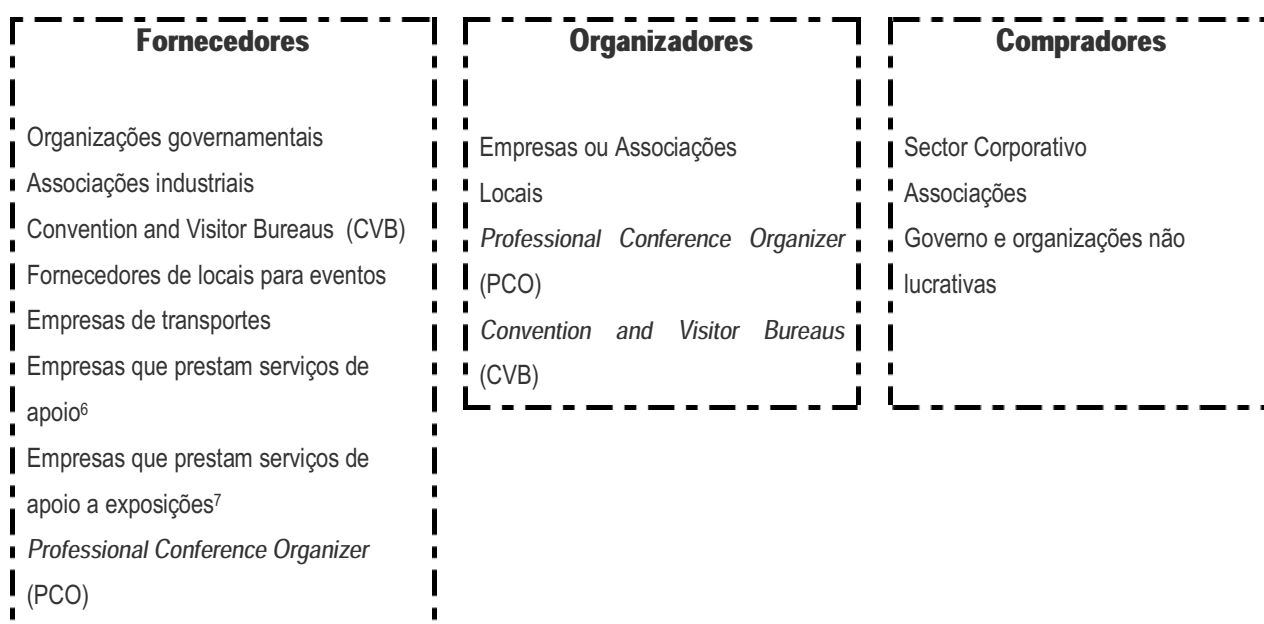 Fornecedores
Organizações governamentais
Associações industriais
Convention and Visitor Bureaus (CVB)
Fornecedores de locais para eventos
Empresas de transportes
Empresas que prestam serviços de
apoio⁶
Empresas que prestam serviços de
apoio a exposições⁷
Professional Conference Organizer
(PCO)
Organizadores
Empresas ou Associações
Locais
Professional Conference Organizer
(PCO)
Convention and Visitor Bureaus
(CVB)
Compradores
Sector Corporativo
Associações
Governo e organizações não
lucrativas